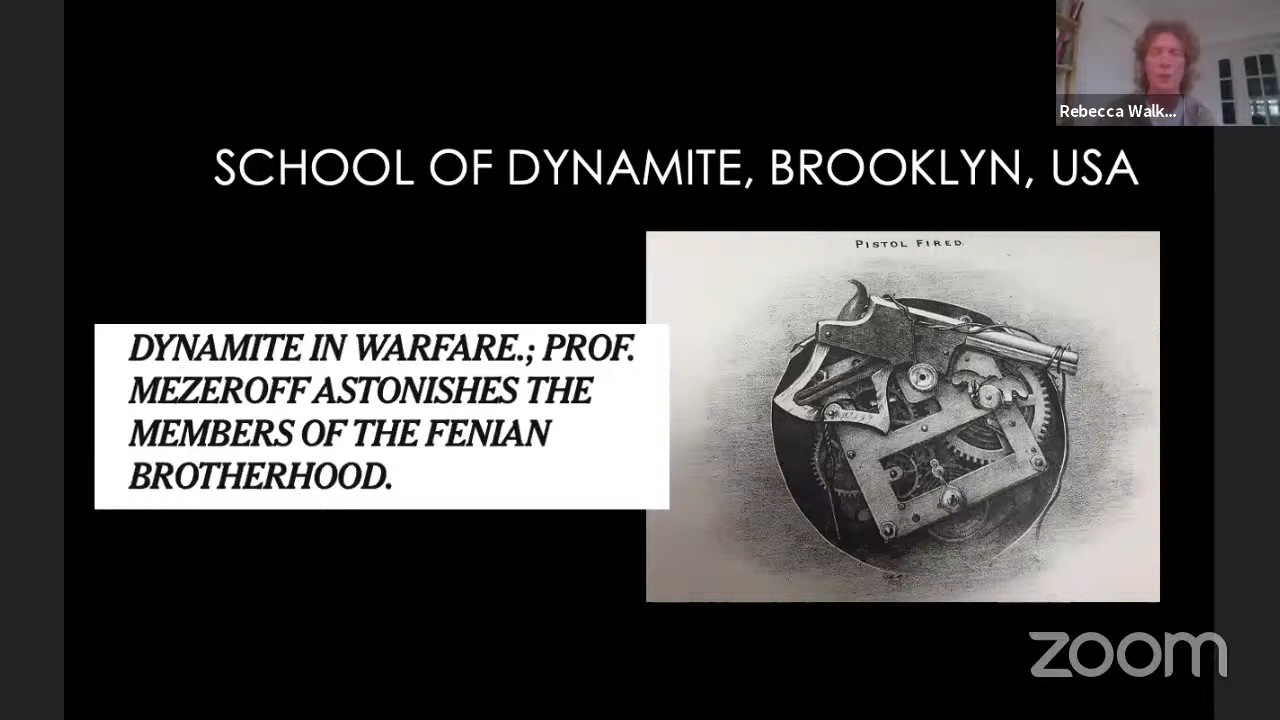 Rebecca Walk...
SCHOOL OF DYNAMITE, BROOKLYN, USA
PISTOL FIRED.
DYNAMITE IN WARFARE.; PROF.
MEZEROFF ASTONISHES THE
MEMBERS OF THE FENIAN
BROTHERHOOD.
zoom